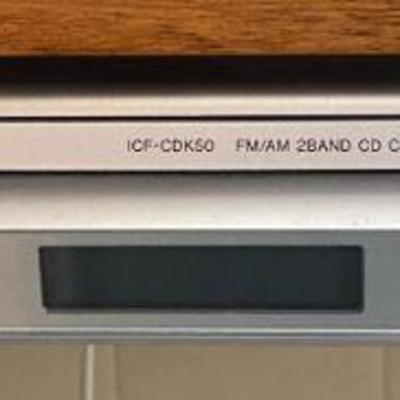 ICF-CDK50 FM/AM 2BAND CD C